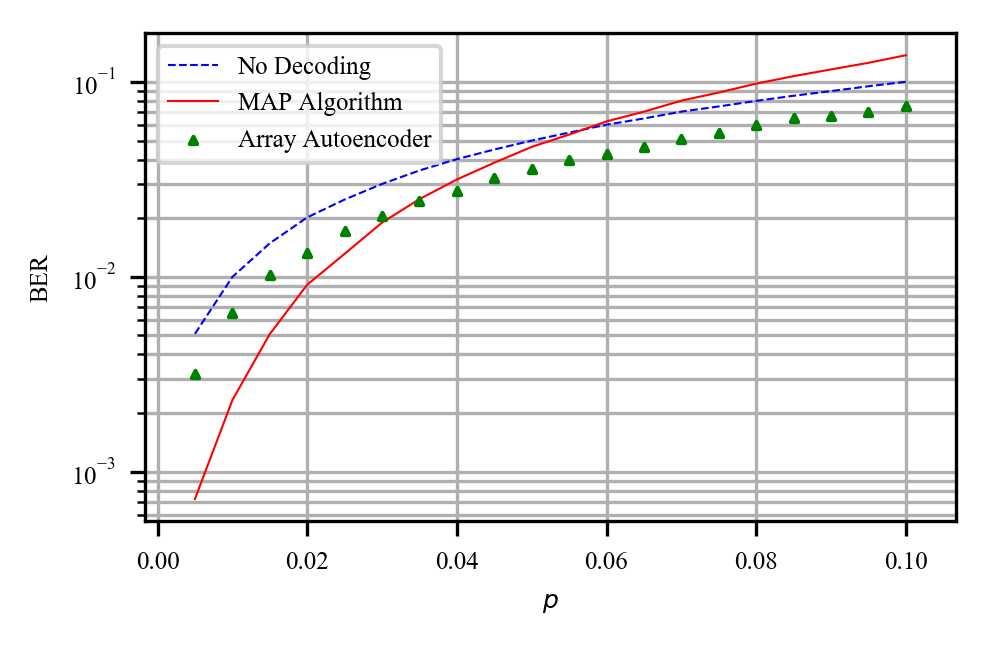 No Decoding
MAP Algorithm
Array Autoencoder
BER
10⁻¹
10⁻²
10⁻³
0.00 0.02 0.04 0.06 0.08 0.10
p